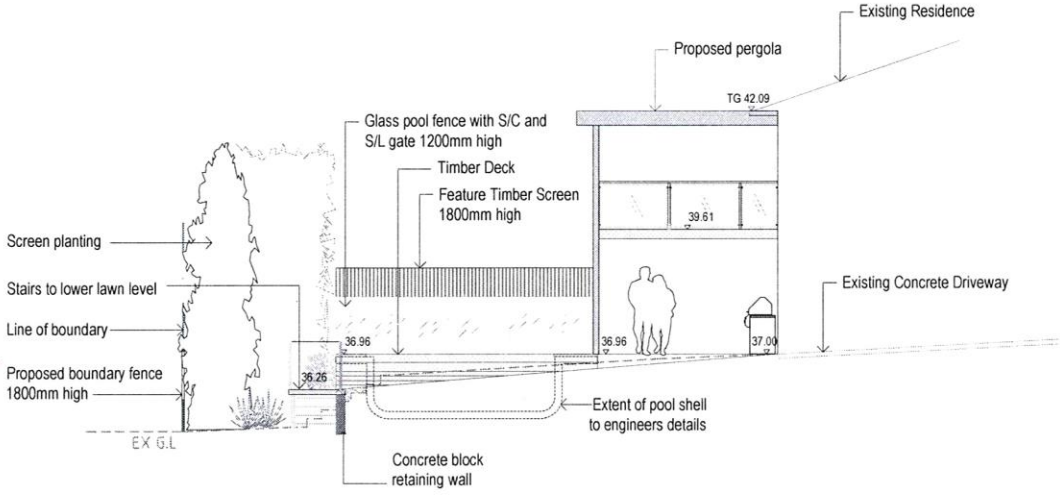 Existing Residence
Proposed pergola
TG 42.09
Glass pool fence with S/C and
S/L gate 1200mm high
Timber Deck
Feature Timber Screen
1800mm high
39.61
Screen planting
Stairs to lower lawn level
Existing Concrete Driveway
Line of boundary
36.96
36.96
37.00
Proposed boundary fence
1800mm high
36.26
Extent of pool shell
to engineers details
EX G.L
Concrete block
retaining wall